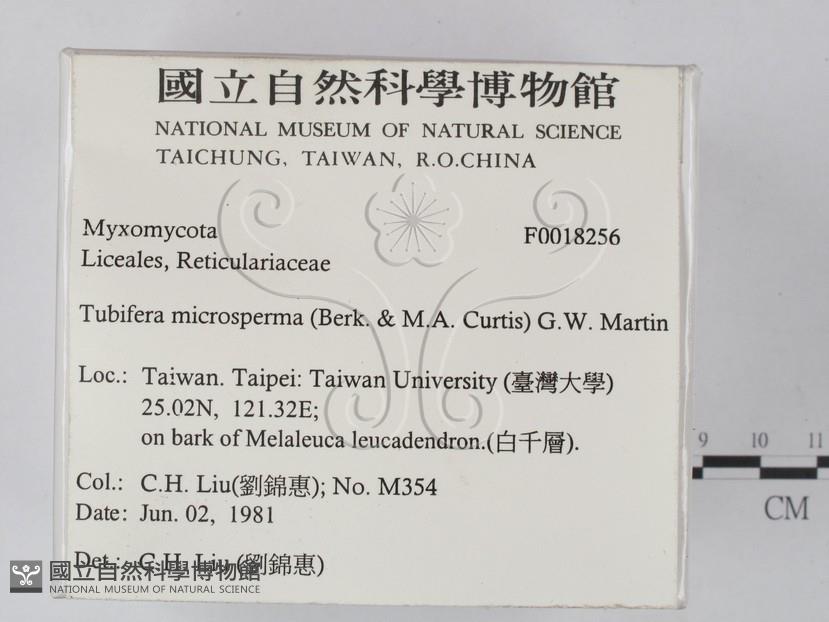 國立自然科學博物館
NATIONAL MUSEUM OF NATURAL SCIENCE
TAICHUNG, TAIWAN, R.O.CHINA
Myxomycota F0018256
Liceales, Reticulariaceae
Tubifera microsperma (Berk. & M.A. Curtis) G.W. Martin
Loc.: Taiwan. Taipei: Taiwan University (臺灣大學)
25.02N, 121.32E;
on bark of Melaleuca leucadendron.(白千層).
Col.: C.H. Liu(劉錦惠); No. M354
Date: Jun. 02, 1981
Det.: C.H. Liu (劉錦惠)
國立自然科學博物館
NATIONAL MUSEUM OF NATURAL SCIENCE
9 10 11
CM